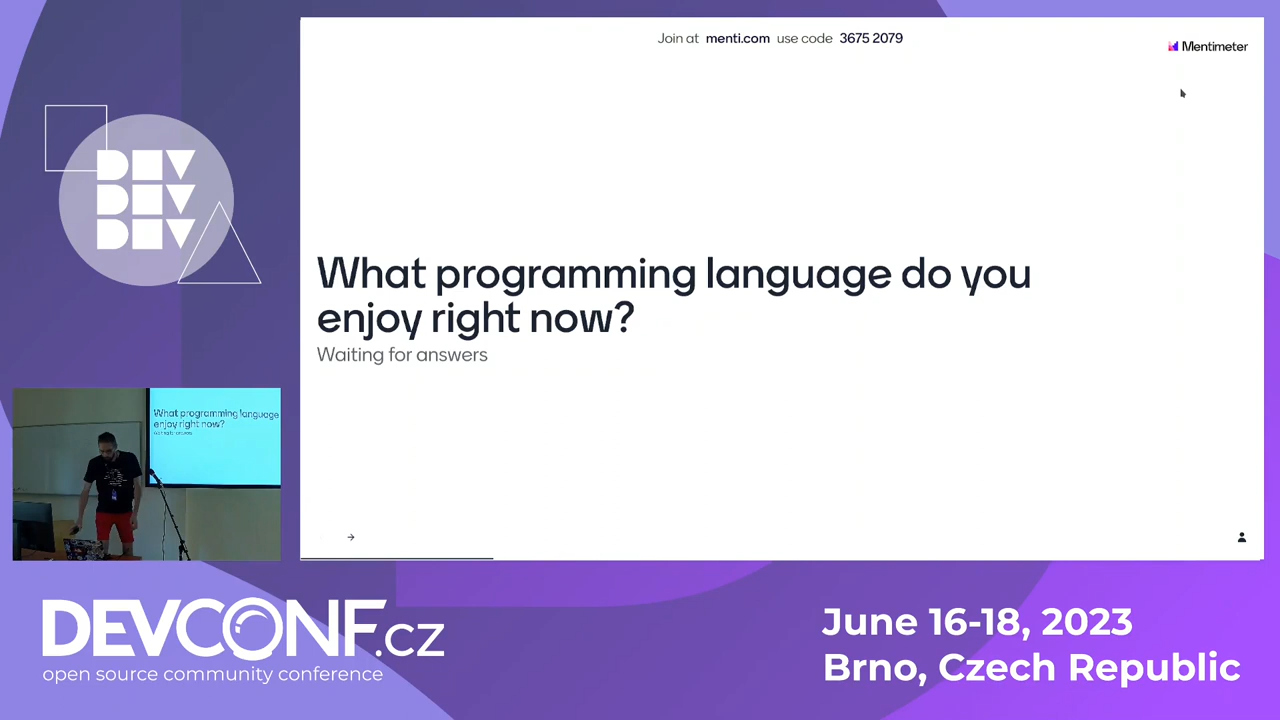 Join at menti.com use code 3675 2079
Mentimeter
DEV
DEV
DEV
What programming language do you
enjoy right now?
Waiting for answers
What programming language
enjoy right now?
DEVCONF.cz
open source community conference
June 16-18, 2023
Brno, Czech Republic